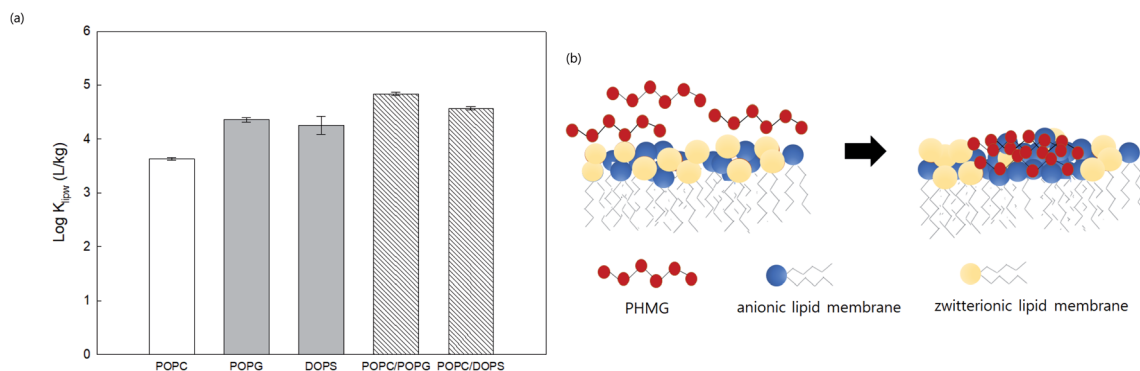 (a)
6
5
4
3
2
1
0
Log K_lipw (L/kg)
POPC
POPG
DOPS
POPC/POPG
POPC/DOPS
(b)
PHMG
anionic lipid membrane
zwitterionic lipid membrane